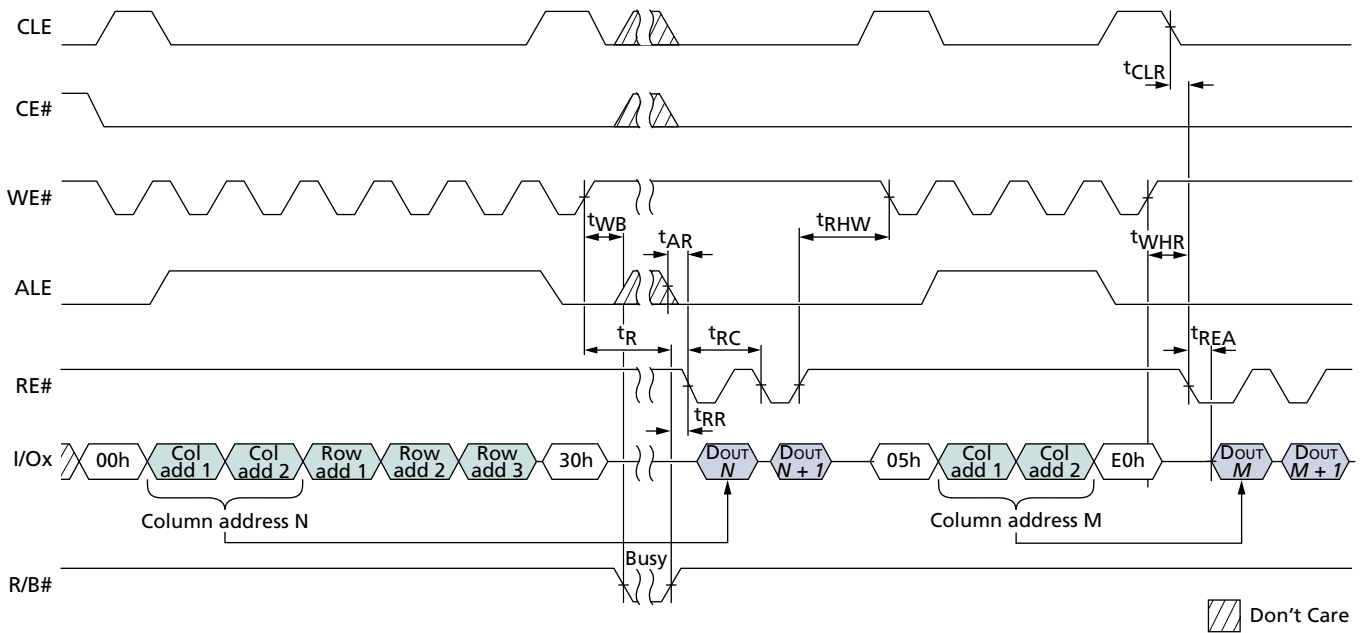 CLE
tCLR
CE#
WE#
tWB
tAR
tRHW
tWHR
ALE
tR
tRC
tREA
RE#
tRR
I/Ox
00h
Col add 1
Col add 2
Row add 1
Row add 2
Row add 3
30h
DOUT N
DOUT N + 1
05h
Col add 1
Col add 2
E0h
DOUT M
DOUT M + 1
Column address N
Column address M
Busy
R/B#
Don't Care